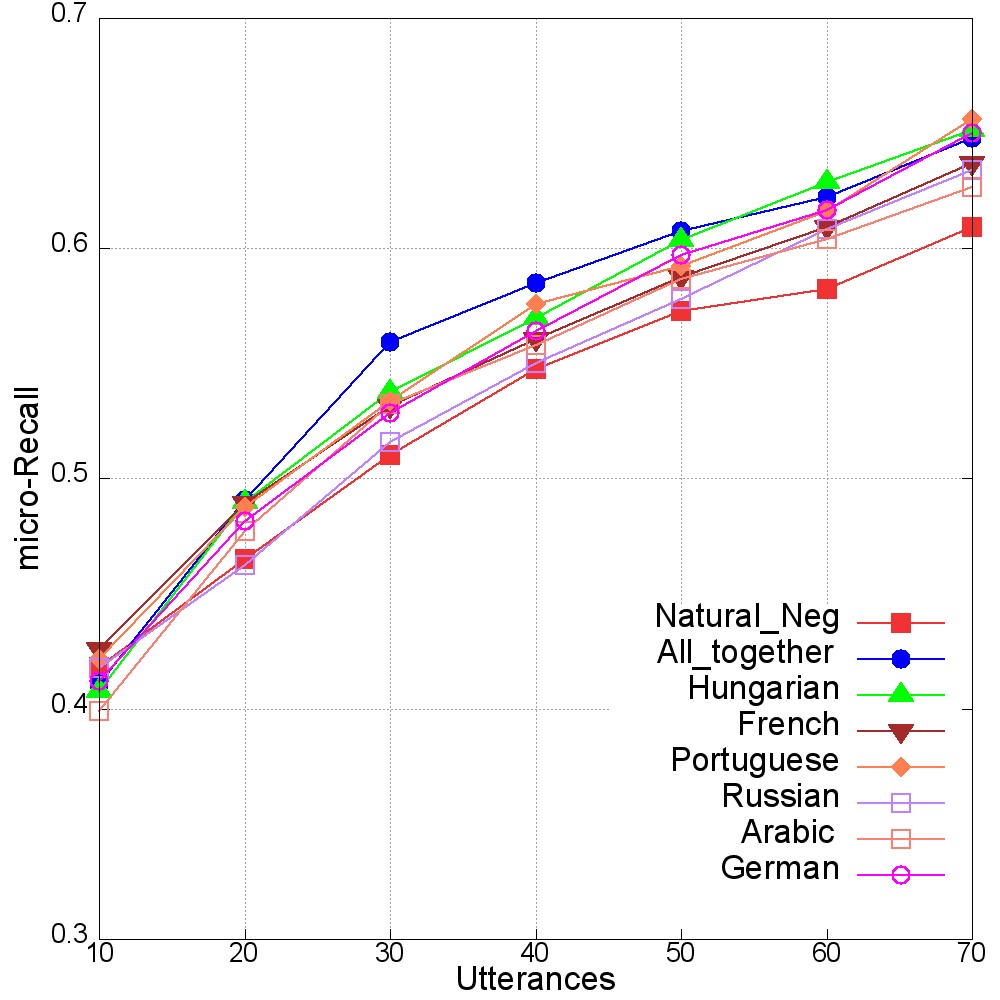 0.7
0.6
0.5
0.4
0.3
micro-Recall
Natural_Neg
All_together
Hungarian
French
Portuguese
Russian
Arabic
German
10 20 30 40 50 60 70
Utterances